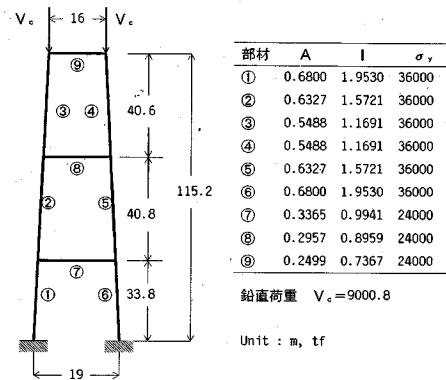 V꜀ 16 V꜀
⑨
③ ④ 40.6
⑧
115.2
② ⑤ 40.8
⑦
① ⑥ 33.8
19
部材 A I σᵧ
① 0.6800 1.9530 36000
② 0.6327 1.5721 36000
③ 0.5488 1.1691 36000
④ 0.5488 1.1691 36000
⑤ 0.6327 1.5721 36000
⑥ 0.6800 1.9530 36000
⑦ 0.3365 0.9941 24000
⑧ 0.2957 0.8959 24000
⑨ 0.2499 0.7367 24000
鉛直荷重 V꜀=9000.8
Unit : m, tf